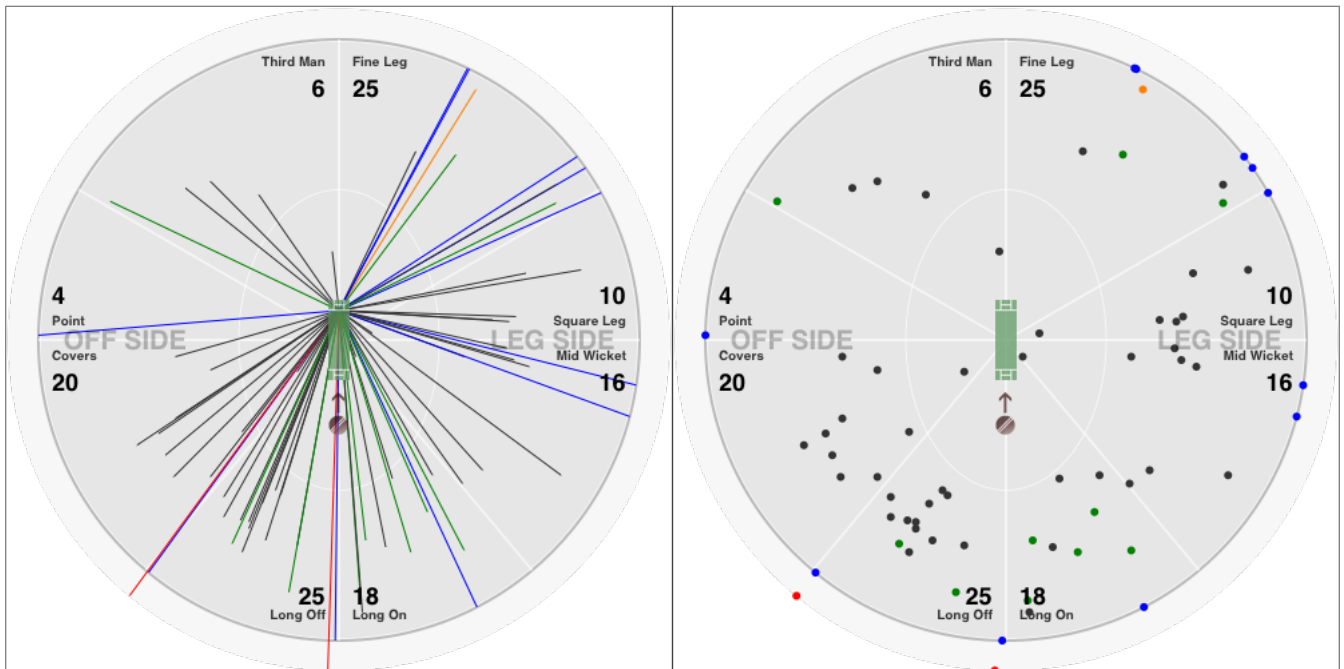 Third Man Fine Leg
6 25
4 10
Point Square Leg
OFF SIDE LEG SIDE
Covers Mid Wicket
20 16
25 18
Long Off Long On
Third Man Fine Leg
6 25
4 10
Point Square Leg
OFF SIDE LEG SIDE
Covers Mid Wicket
20 16
25 18
Long Off Long On